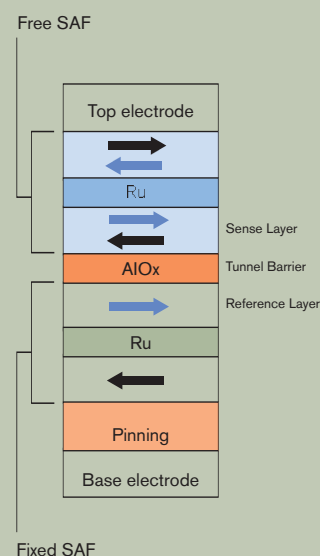 Free SAF
Top electrode
Ru
Sense Layer
AlOx
Tunnel Barrier
Reference Layer
Ru
Pinning
Base electrode
Fixed SAF